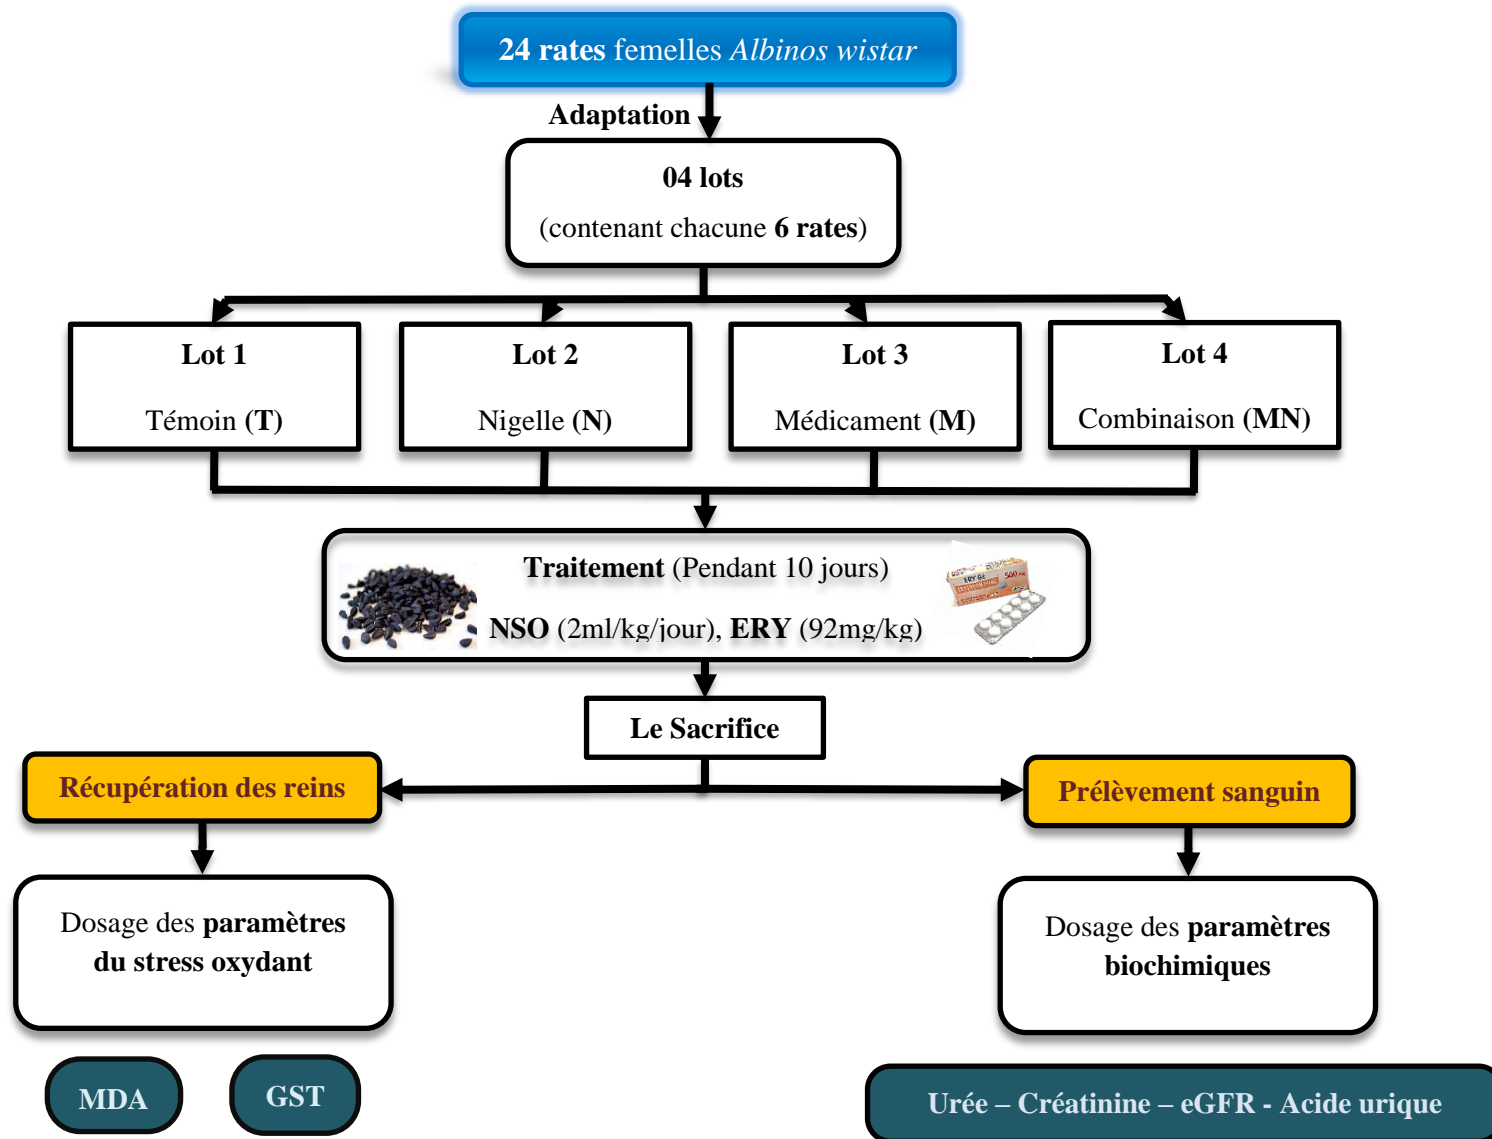 24 rates femelles Albinos wistar
Adaptation
04 lots
(contenant chacune 6 rates)
Lot 1
Témoin (T)
Lot 2
Nigelle (N)
Lot 3
Médicament (M)
Lot 4
Combinaison (MN)
Traitement (Pendant 10 jours)
NSO (2ml/kg/jour), ERY (92mg/kg)
ERY
500
Le Sacrifice
Récupération des reins
Prélèvement sanguin
Dosage des paramètres
du stress oxydant
Dosage des paramètres
biochimiques
MDA
GST
Urée – Créatinine – eGFR - Acide urique